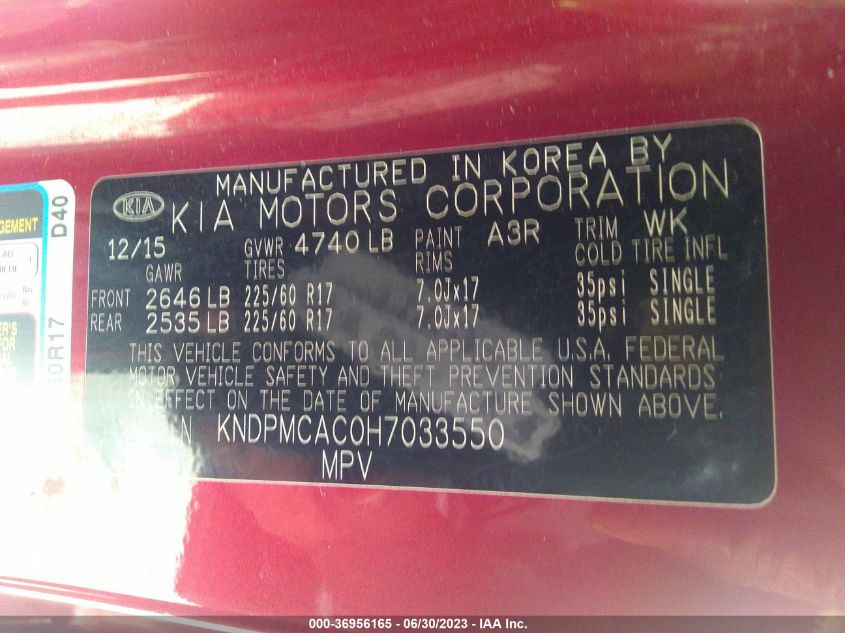 MANUFACTURED IN KOREA BY
KIA KIA MOTORS CORPORATION
12/15 GVWR 4740 LB PAINT A3R TRIM WK
GAWR TIRES RIMS COLD TIRE INFL
FRONT 2646 LB 225/60 R17 7.0Jx17 35psi SINGLE
REAR 2535 LB 225/60 R17 7.0Jx17 35psi SINGLE
THIS VEHICLE CONFORMS TO ALL APPLICABLE U.S.A. FEDERAL
MOTOR VEHICLE SAFETY AND THEFT PREVENTION STANDARDS
IN EFFECT ON THE DATE OF MANUFACTURE SHOWN ABOVE.
KNDPMCAC0H7033550
MPV
D40
000-36956165 - 06/30/2023 - IAA Inc.